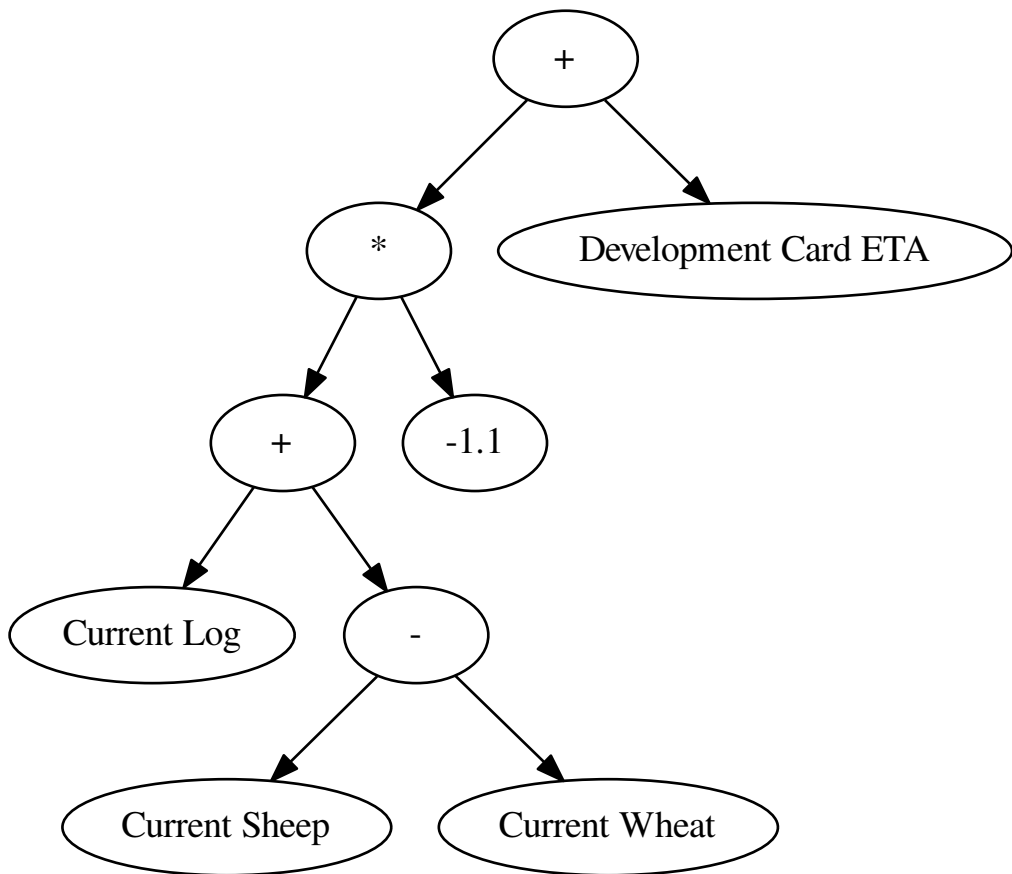 +
*
Development Card ETA
+
-1.1
Current Log
-
Current Sheep
Current Wheat